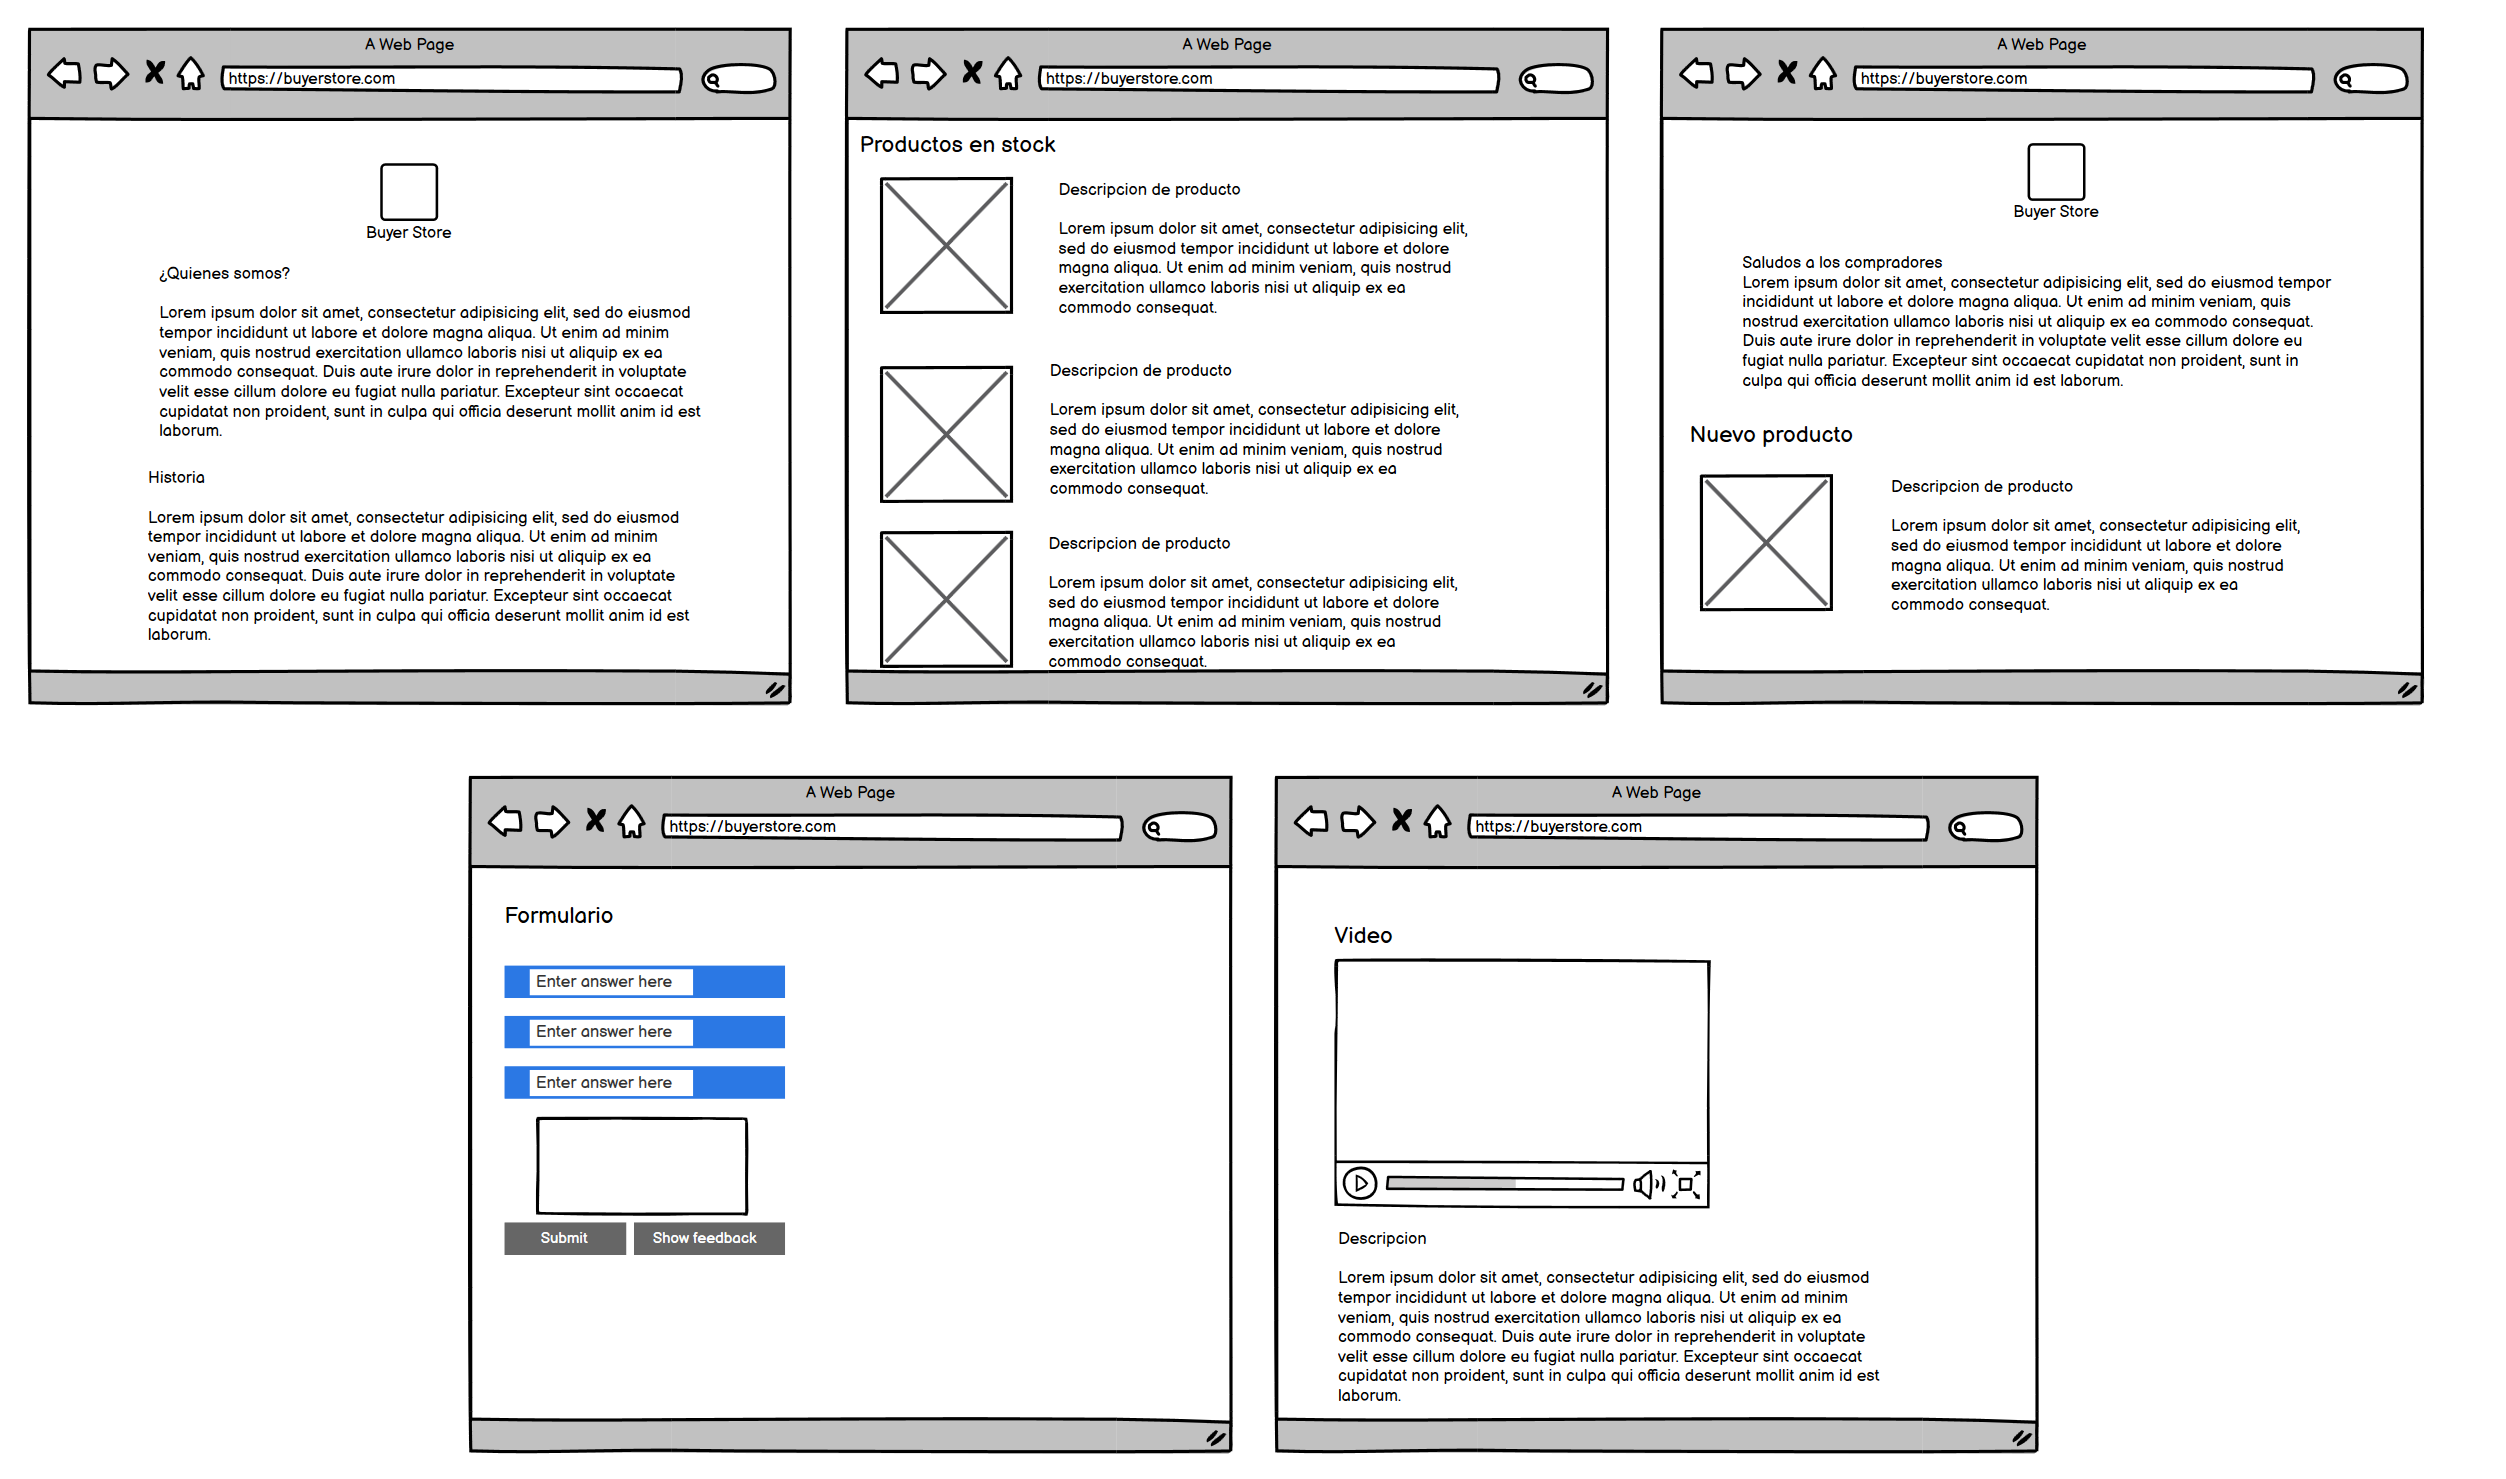 A Web Page
https://buyerstore.com
Buyer Store
¿Quienes somos?
Lorem ipsum dolor sit amet, consectetur adipisicing elit, sed do eiusmod
tempor incididunt ut labore et dolore magna aliqua. Ut enim ad minim
veniam, quis nostrud exercitation ullamco laboris nisi ut aliquip ex ea
commodo consequat. Duis aute irure dolor in reprehenderit in voluptate
velit esse cillum dolore eu fugiat nulla pariatur. Excepteur sint occaecat
cupidatat non proident, sunt in culpa qui officia deserunt mollit anim id est
laborum.
Historia
Lorem ipsum dolor sit amet, consectetur adipisicing elit, sed do eiusmod
tempor incididunt ut labore et dolore magna aliqua. Ut enim ad minim
veniam, quis nostrud exercitation ullamco laboris nisi ut aliquip ex ea
commodo consequat. Duis aute irure dolor in reprehenderit in voluptate
velit esse cillum dolore eu fugiat nulla pariatur. Excepteur sint occaecat
cupidatat non proident, sunt in culpa qui officia deserunt mollit anim id est
laborum.
A Web Page
https://buyerstore.com
Productos en stock
Descripcion de producto
Lorem ipsum dolor sit amet, consectetur adipisicing elit,
sed do eiusmod tempor incididunt ut labore et dolore
magna aliqua. Ut enim ad minim veniam, quis nostrud
exercitation ullamco laboris nisi ut aliquip ex ea
commodo consequat.
Descripcion de producto
Lorem ipsum dolor sit amet, consectetur adipisicing elit,
sed do eiusmod tempor incididunt ut labore et dolore
magna aliqua. Ut enim ad minim veniam, quis nostrud
exercitation ullamco laboris nisi ut aliquip ex ea
commodo consequat.
Descripcion de producto
Lorem ipsum dolor sit amet, consectetur adipisicing elit,
sed do eiusmod tempor incididunt ut labore et dolore
magna aliqua. Ut enim ad minim veniam, quis nostrud
exercitation ullamco laboris nisi ut aliquip ex ea
commodo consequat.
A Web Page
https://buyerstore.com
Buyer Store
Saludos a los compradores
Lorem ipsum dolor sit amet, consectetur adipisicing elit, sed do eiusmod tempor
incididunt ut labore et dolore magna aliqua. Ut enim ad minim veniam, quis
nostrud exercitation ullamco laboris nisi ut aliquip ex ea commodo consequat.
Duis aute irure dolor in reprehenderit in voluptate velit esse cillum dolore eu
fugiat nulla pariatur. Excepteur sint occaecat cupidatat non proident, sunt in
culpa qui officia deserunt mollit anim id est laborum.
Nuevo producto
Descripcion de producto
Lorem ipsum dolor sit amet, consectetur adipisicing elit,
sed do eiusmod tempor incididunt ut labore et dolore
magna aliqua. Ut enim ad minim veniam, quis nostrud
exercitation ullamco laboris nisi ut aliquip ex ea
commodo consequat.
A Web Page
https://buyerstore.com
Formulario
Enter answer here
Enter answer here
Enter answer here
Submit
Show feedback
A Web Page
https://buyerstore.com
Video
Descripcion
Lorem ipsum dolor sit amet, consectetur adipisicing elit, sed do eiusmod
tempor incididunt ut labore et dolore magna aliqua. Ut enim ad minim
veniam, quis nostrud exercitation ullamco laboris nisi ut aliquip ex ea
commodo consequat. Duis aute irure dolor in reprehenderit in voluptate
velit esse cillum dolore eu fugiat nulla pariatur. Excepteur sint occaecat
cupidatat non proident, sunt in culpa qui officia deserunt mollit anim id est
laborum.